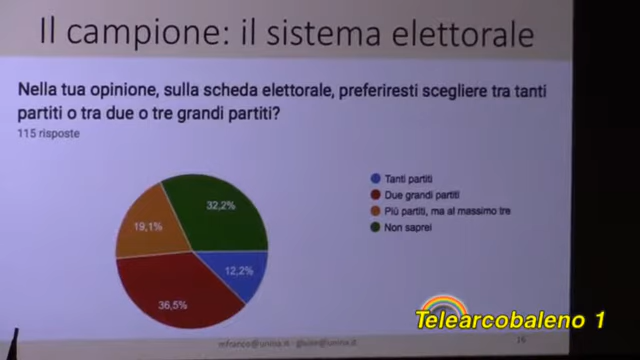 Il campione: il sistema elettorale
Nella tua opinione, sulla scheda elettorale, preferiresti scegliere tra tanti
partiti o tra due o tre grandi partiti?
115 risposte
32,2%
19,1%
12,2%
36,5%
Tanti partiti
Due grandi partiti
Più partiti, ma al massimo tre
Non saprei
16
Telearcobaleno 1